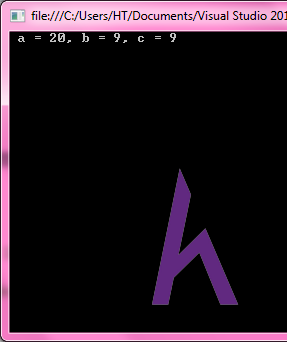 file:///C:/Users/HT/Documents/Visual Studio 201
a = 20, b = 9, c = 9